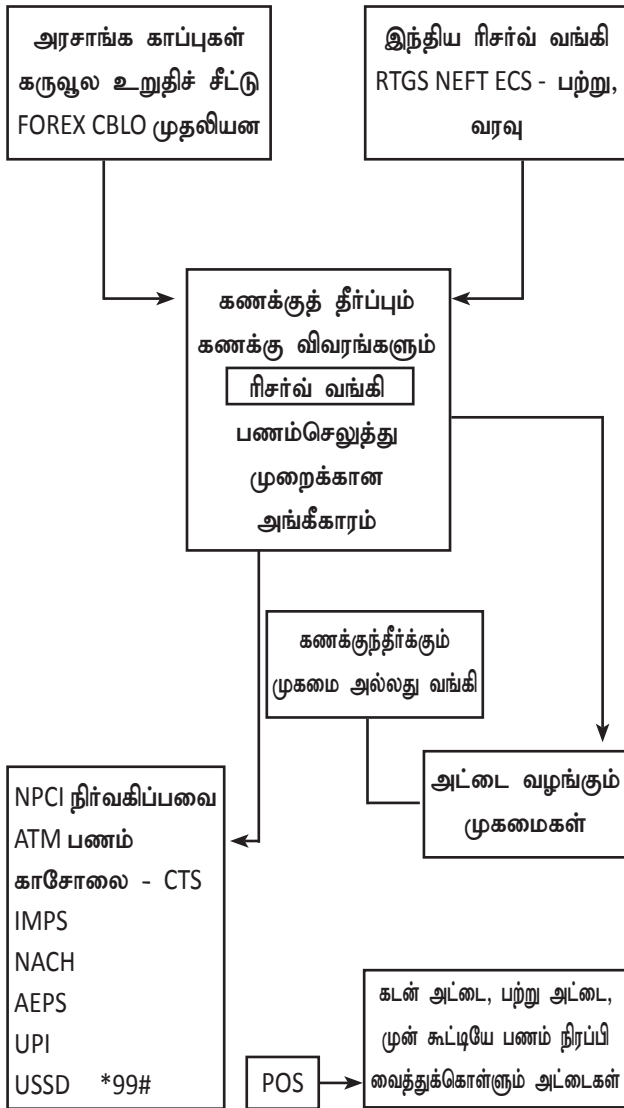 அரசாங்க காப்புகள்
கருவூல உறுதிச் சீட்டு
FOREX CBLO முதலியன
இந்திய ரிசர்வ் வங்கி
RTGS NEFT ECS - பற்று,
வரவு
கணக்குத் தீர்ப்பும்
கணக்கு விவரங்களும்
ரிசர்வ் வங்கி
பணம்செலுத்து
முறைக்கான
அங்கீகாரம்
கணக்குந்தீர்க்கும்
முகமை அல்லது வங்கி
அட்டை வழங்கும்
முகமைகள்
NPCI நிர்வகிப்பவை
ATM பணம்
காசோலை - CTS
IMPS
NACH
AEPS
UPI
USSD *99#
POS
கடன் அட்டை, பற்று அட்டை,
முன் கூட்டியே பணம் நிரப்பி
வைத்துக்கொள்ளும் அட்டைகள்